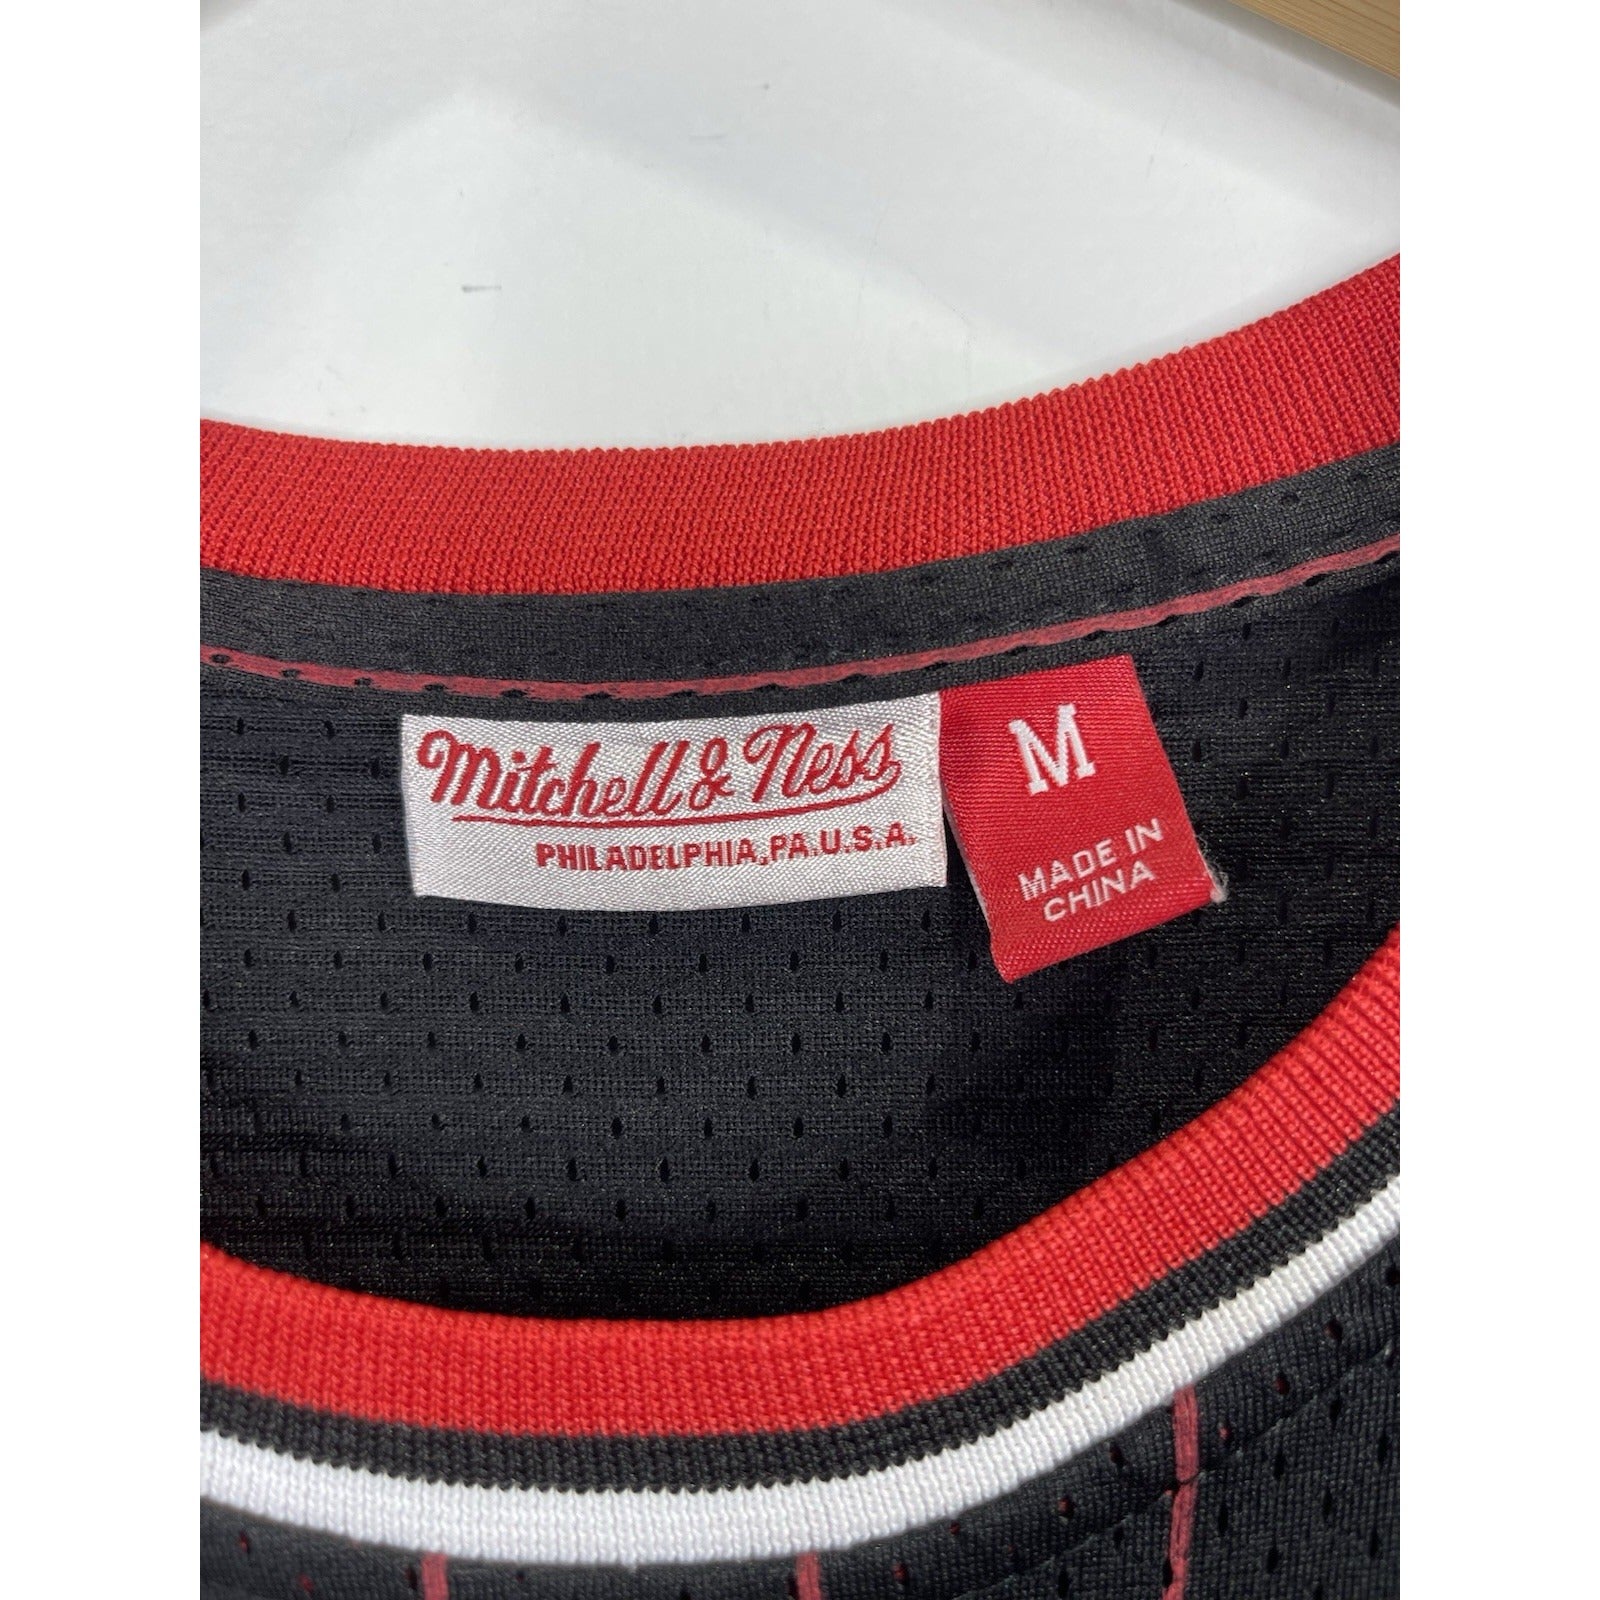 Mitchell & Ness
PHILADELPHIA, PA. U.S.A.
M
MADE IN
CHINA